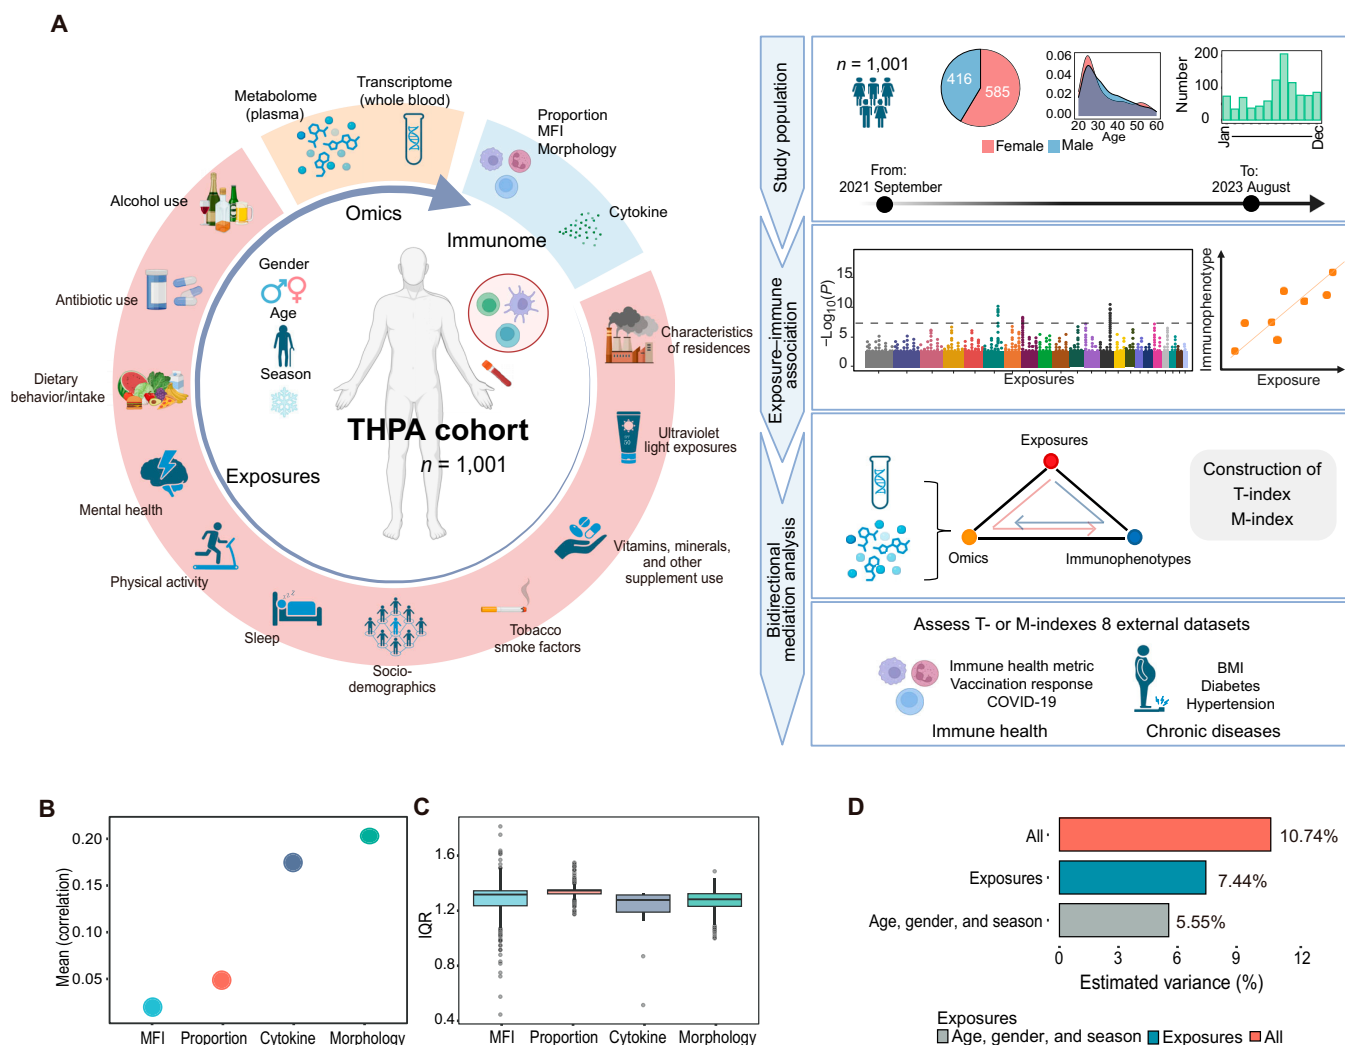 A
Metabolome
(plasma)
Transcriptome
(whole blood)
Proportion
MFI
Morphology
Cytokine
Alcohol use
Antibiotic use
Dietary
behavior/intake
Mental health
Physical activity
Sleep
Socio-
demographics
Tobacco
smoke factors
Vitamins, minerals,
and other
supplement use
Ultraviolet
light exposures
Characteristics
of residences
Omics
Immunome
Gender
Age
Season
Exposures
THPA cohort
n = 1,001
Study population
n = 1,001
416
585
Female
Male
0.06
0.04
0.02
0.00
20 30 40 50 60
Age
Number
200
100
0
Jan
Dec
From:
2021 September
To:
2023 August
Exposure–immune
association
−Log10(P)
15
10
5
0
Exposures
Immunophenotype
Exposure
Bidirectional
mediation analysis
Exposures
Omics
Immunophenotypes
Construction of
T-index
M-index
Assess T- or M-indexes 8 external datasets
Immune health metric
Vaccination response
COVID-19
Immune health
BMI
Diabetes
Hypertension
Chronic diseases
B
Mean (correlation)
0.20
0.15
0.10
0.05
MFI Proportion Cytokine Morphology
C
IQR
1.6
1.2
0.8
0.4
MFI Proportion Cytokine Morphology
D
All
10.74%
Exposures
7.44%
Age, gender, and season
5.55%
0 3 6 9 12
Estimated variance (%)
Exposures
Age, gender, and season Exposures All